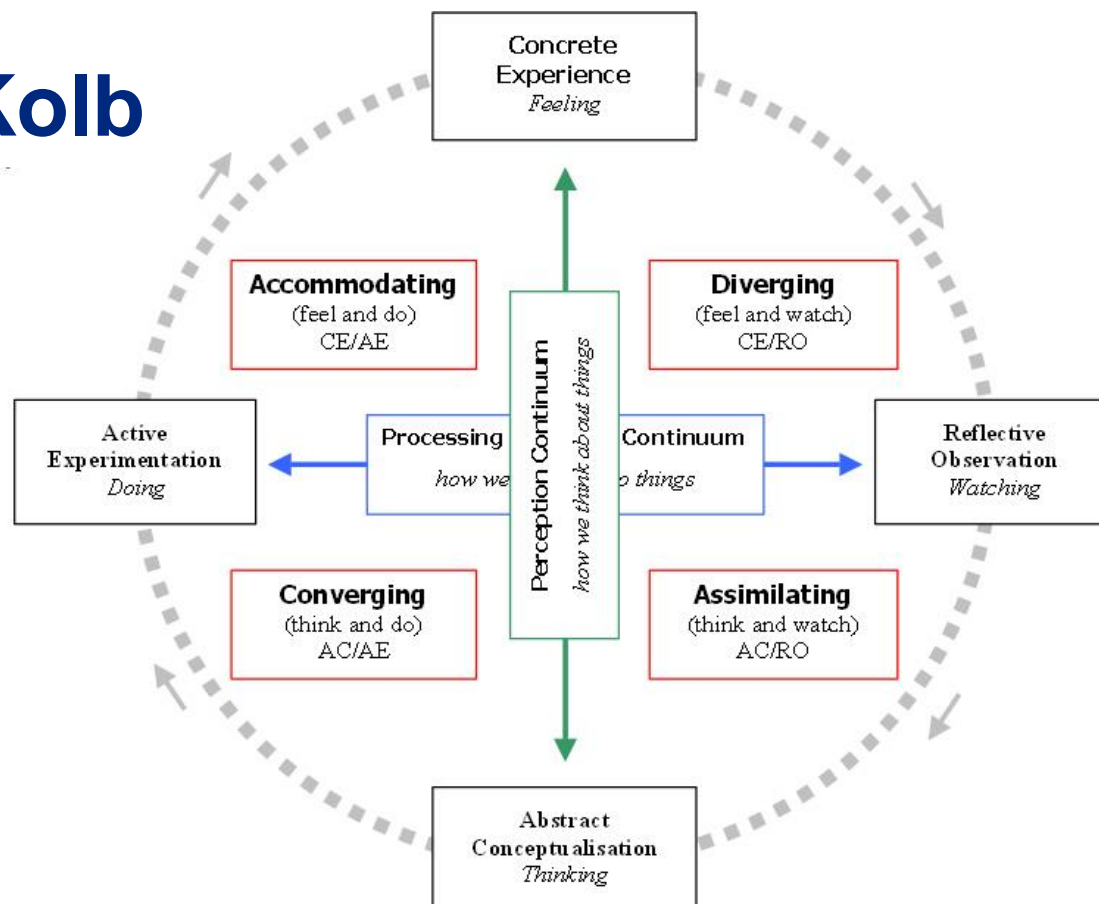 Kolb
Concrete
Experience
Feeling
Accommodating
(feel and do)
CE/AE
Diverging
(feel and watch)
CE/RO
Active
Experimentation
Doing
Processing Continuum
how we things
Perception Continuum
how we think about things
Reflective
Observation
Watching
Converging
(think and do)
AC/AE
Assimilating
(think and watch)
AC/RO
Abstract
Conceptualisation
Thinking